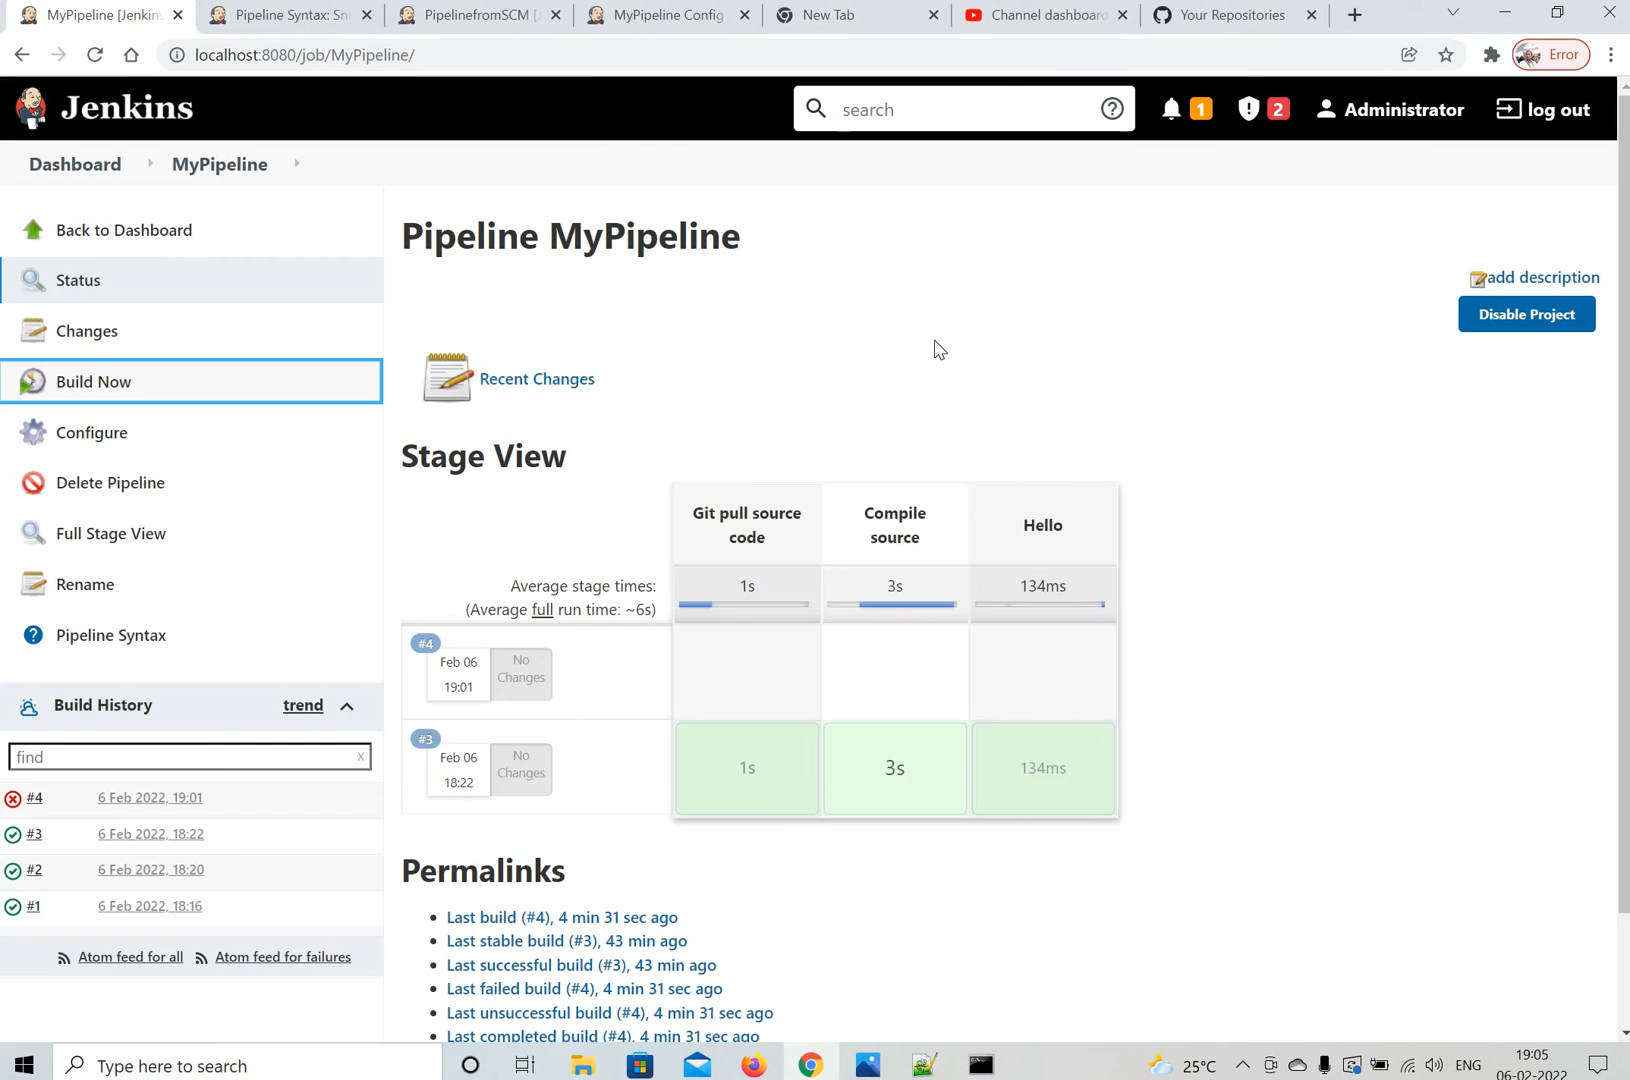 MyPipeline [Jenkins
Pipeline Syntax: Sni
PipelinefromSCM [J
MyPipeline Config
New Tab
Channel dashboard
Your Repositories
localhost:8080/job/MyPipeline/
Error
Jenkins
search
1
2
Administrator
log out
Dashboard
MyPipeline
Back to Dashboard
Status
Changes
Build Now
Configure
Delete Pipeline
Full Stage View
Rename
Pipeline Syntax
Build History
trend
find
x
#4 6 Feb 2022, 19:01
#3 6 Feb 2022, 18:22
#2 6 Feb 2022, 18:20
#1 6 Feb 2022, 18:16
Atom feed for all Atom feed for failures
Pipeline MyPipeline
add description
Disable Project
Recent Changes
Stage View
Git pull source
code
Compile
source
Hello
Average stage times:
(Average full run time: ~6s)
1s
3s
134ms
#4
Feb 06
19:01
No
Changes
#3
Feb 06
18:22
No
Changes
1s
3s
134ms
Permalinks
Last build (#4), 4 min 31 sec ago
Last stable build (#3), 43 min ago
Last successful build (#3), 43 min ago
Last failed build (#4), 4 min 31 sec ago
Last unsuccessful build (#4), 4 min 31 sec ago
Last completed build (#4), 4 min 31 sec ago
Type here to search
25°C
ENG
19:05
06-02-2022